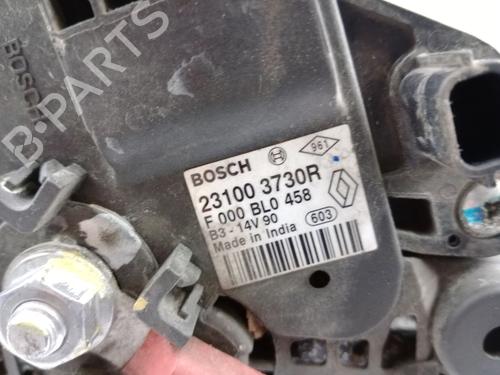 BOSCH
B-PARTS
BOSCH
961
23100 3730R
F 000 BL0 458
B3 - 14V 90
Made in India
603